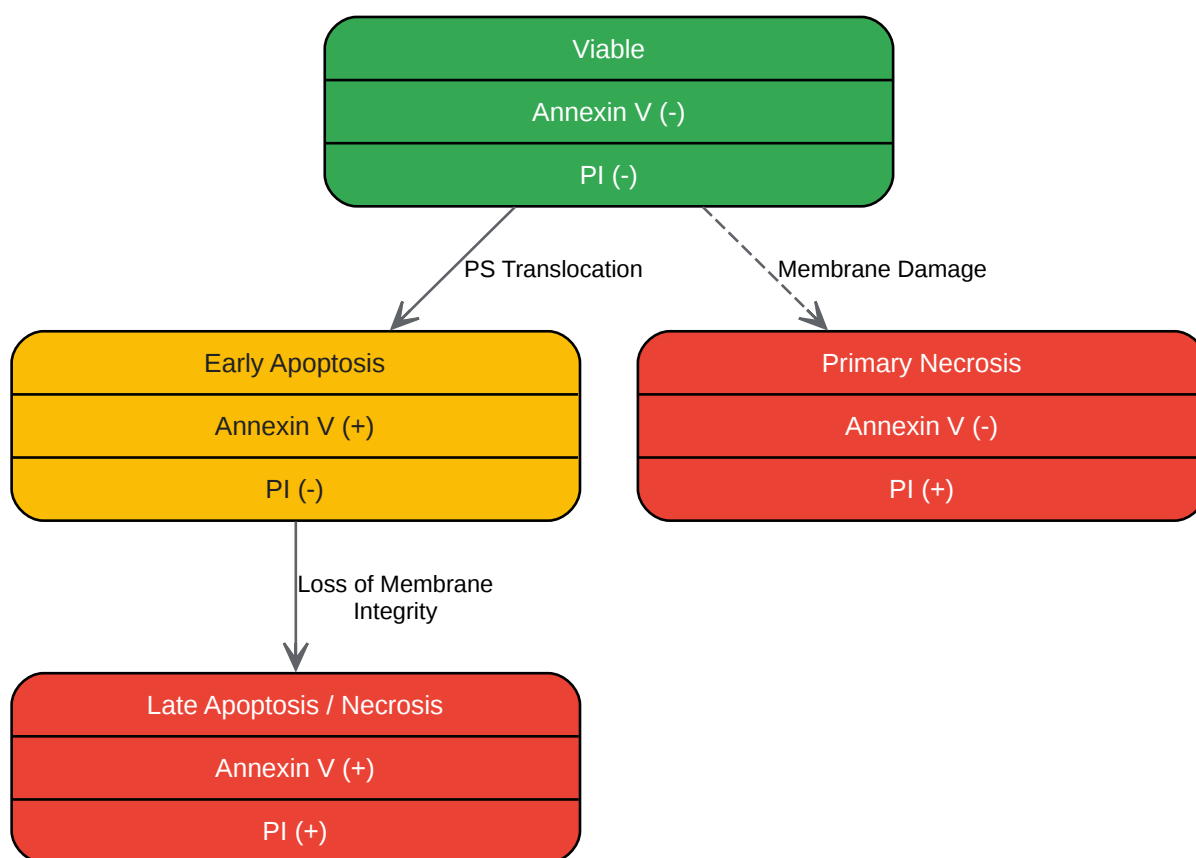 Viable
Annexin V (-)
PI (-)
PS Translocation
Membrane Damage
Early Apoptosis
Annexin V (+)
PI (-)
Primary Necrosis
Annexin V (-)
PI (+)
Loss of Membrane
Integrity
Late Apoptosis / Necrosis
Annexin V (+)
PI (+)